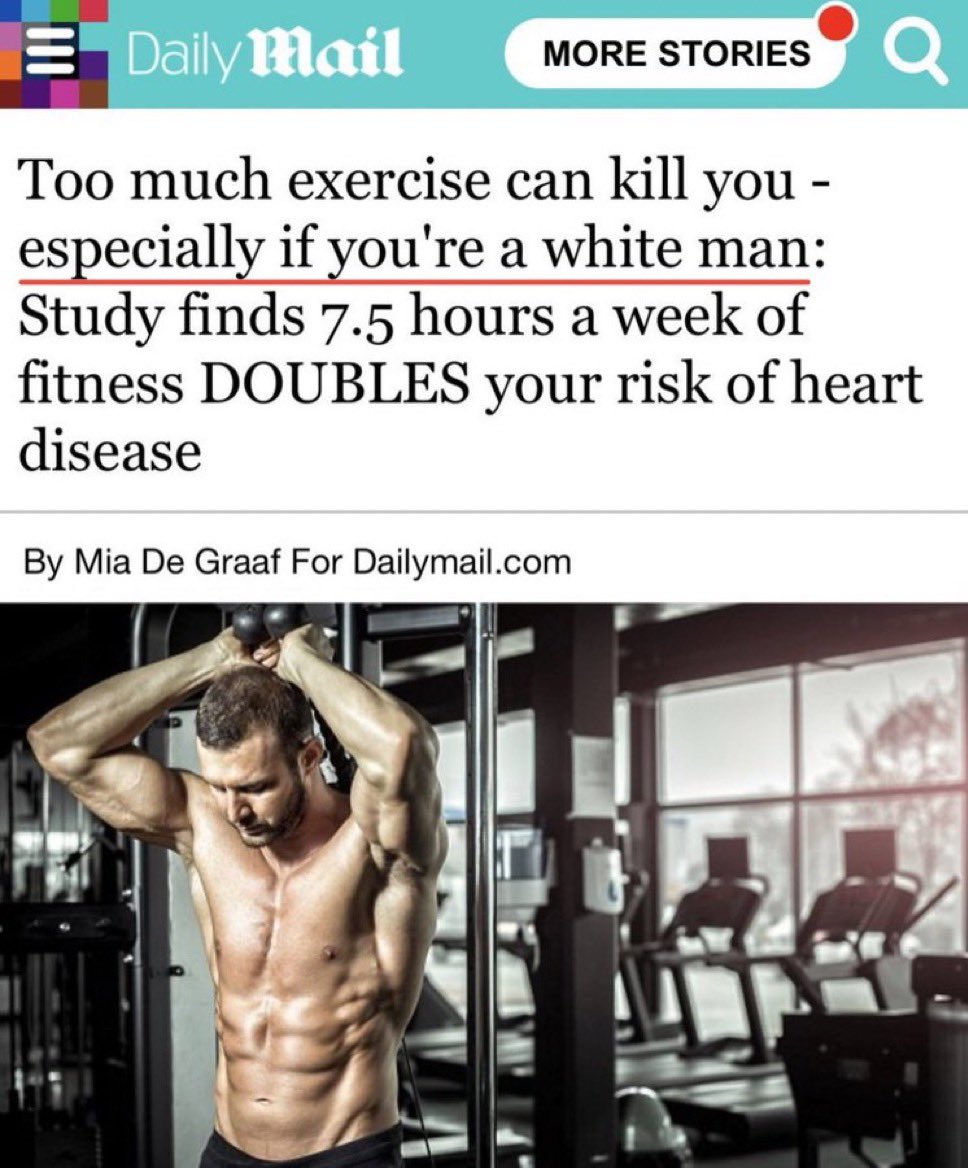 Daily Mail
MORE STORIES
Too much exercise can kill you -
especially if you're a white man:
Study finds 7.5 hours a week of
fitness DOUBLES your risk of heart
disease
By Mia De Graaf For Dailymail.com